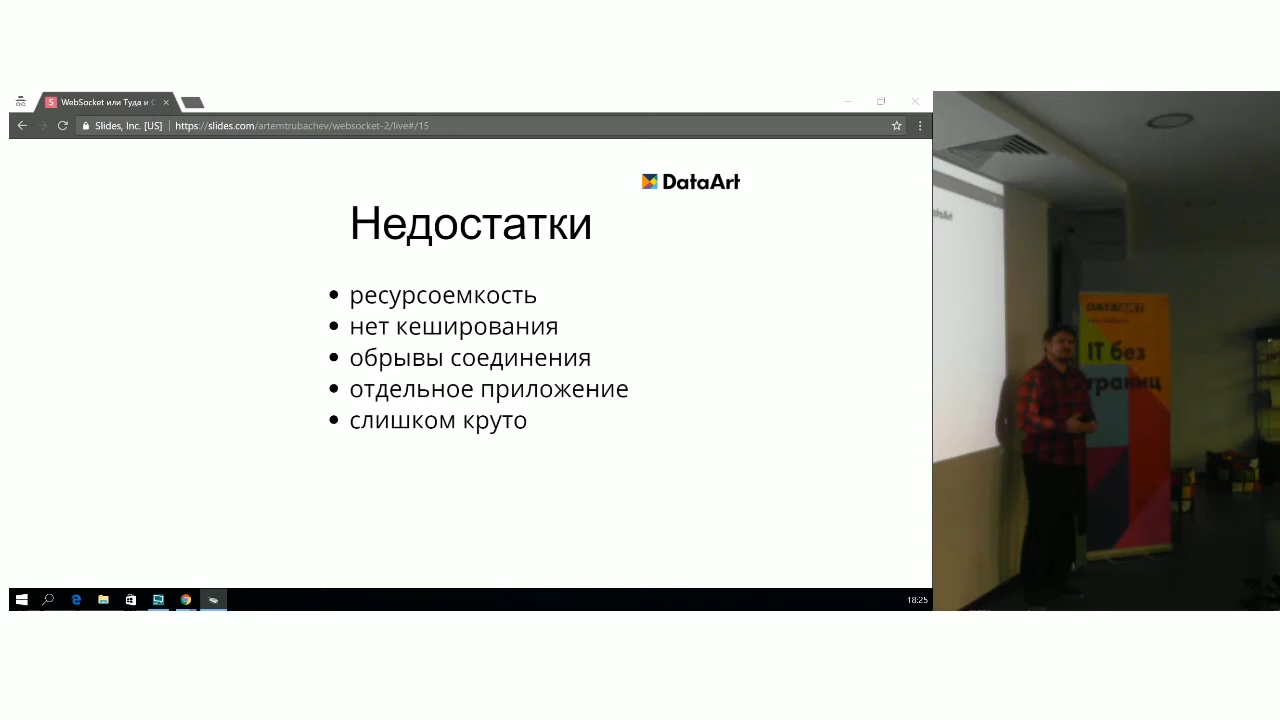 WebSocket или Туда и С
Slides, Inc. [US]
https://slides.com/artemtrubachev/websocket-2/live#/15
DataArt
Недостатки
ресурсоемкость
нет кеширования
обрывы соединения
отдельное приложение
слишком круто
18:25
DATAART
IT без
границ